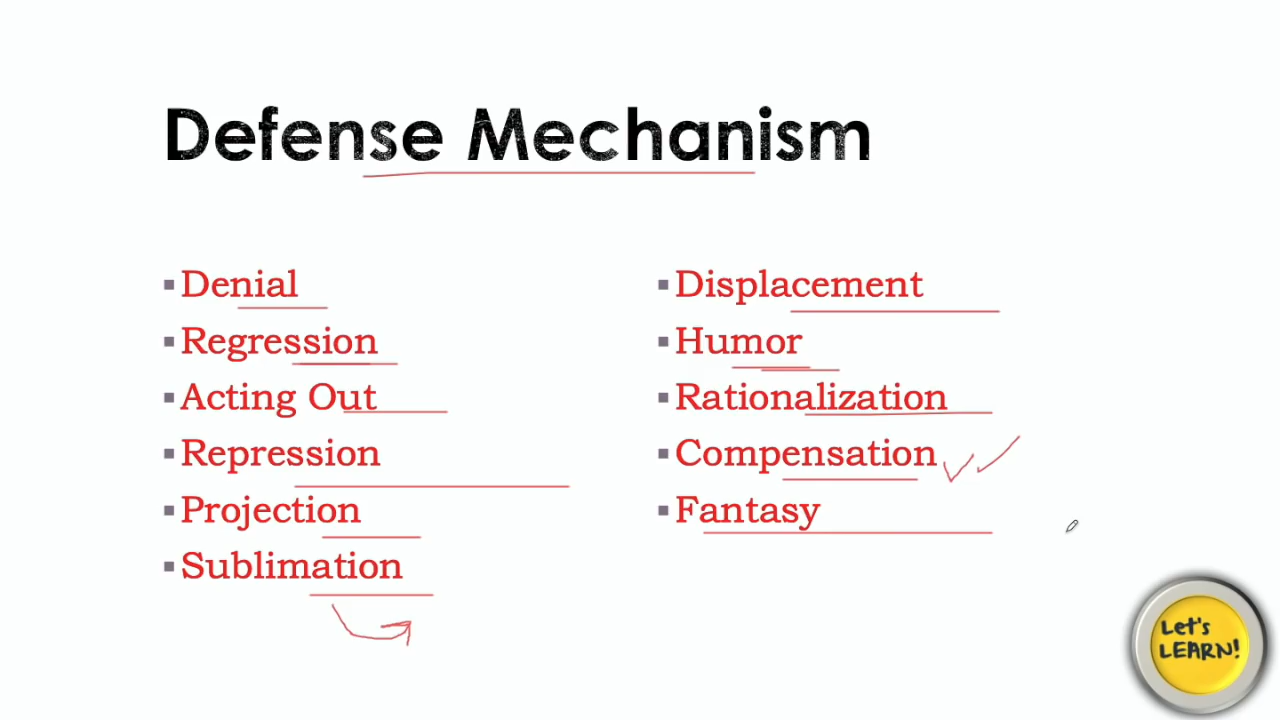 Defense Mechanism
▪Denial
▪Regression
▪Acting Out
▪Repression
▪Projection
▪Sublimation
▪Displacement
▪Humor
▪Rationalization
▪Compensation
▪Fantasy
Let's
LEARN!